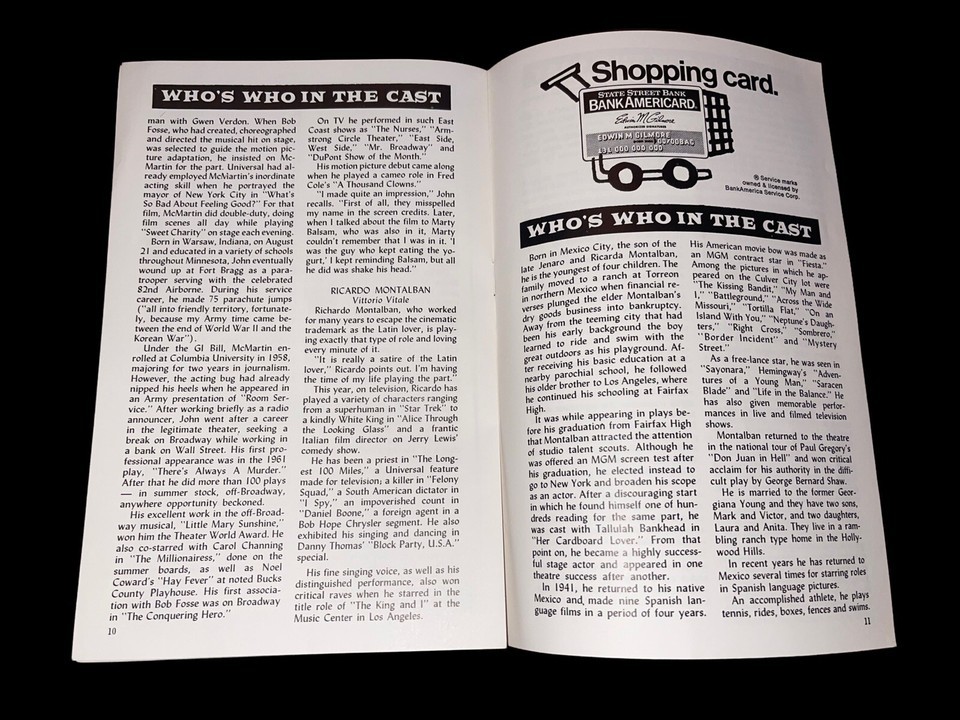 WHO'S WHO IN THE CAST
man with Gwen Verdon. When Bob
Fosse, who had created, choreographed
and directed the musical hit on stage,
was selected to guide the motion pic-
ture adaptation, he insisted on Mc-
Martin for the part. Universal had al-
ready employed McMartin's inordinate
acting skill when he portrayed the
mayor of New York City in "What's
So Bad About Feeling Good?" For that
film, McMartin did double-duty, doing
film scenes all day while playing
"Sweet Charity" on stage each evening.
Born in Warsaw, Indiana, on August
21 and educated in a variety of schools
throughout Minnesota, John eventually
wound up at Fort Bragg as a para-
trooper serving with the celebrated
82nd Airborne. During his service
career, he made 75 parachute jumps
("all into friendly territory, fortunate-
ly, because my Army time came be-
tween the end of World War II and the
Korean War").
Under the GI Bill, McMartin en-
rolled at Columbia University in 1958,
majoring for two years in journalism.
However, the acting bug had already
nipped his heels when he appeared in
an Army presentation of "Room Ser-
vice." After working briefly as a radio
announcer, John went after a career
in the legitimate theater, seeking a
break on Broadway while working in
a bank on Wall Street. His first pro-
fessional appearance was in the 1961
play, "There's Always A Murder."
After that he did more than 100 plays
— in summer stock, off-Broadway,
anywhere opportunity beckoned.
His excellent work in the off-Broad-
way musical, "Little Mary Sunshine,"
won him the Theater World Award. He
also co-starred with Carol Channing
in "The Millionairess," done on the
summer boards, as well as Noel
Coward's "Hay Fever" at noted Bucks
County Playhouse. His first associa-
tion with Bob Fosse was on Broadway
in "The Conquering Hero."
10
On TV he performed in such East
Coast shows as "The Nurses," "Arm-
strong Circle Theater," "East Side,
West Side," "Mr. Broadway" and
"DuPont Show of the Month."
His motion picture debut came along
when he played a cameo role in Fred
Cole's "A Thousand Clowns."
"I made quite an impression," John
recalls. "First of all, they misspelled
my name in the screen credits. Later,
when I talked about the film to Marty
Balsam, who was also in it, Marty
couldn't remember that I was in it. 'I
was the guy who kept eating the yo-
gurt,' I kept reminding Balsam, but all
he did was shake his head."
RICARDO MONTALBAN
Vittorio Vitale
Richardo Montalban, who worked
for many years to escape the cinematic
trademark as the Latin lover, is play-
ing exactly that type of role and loving
every minute of it.
"It is really a satire of the Latin
lover," Ricardo points out. I'm having
the time of my life playing the part."
This year, on television, Ricardo has
played a variety of characters ranging
from a superhuman in "Star Trek" to
a kindly White King in "Alice Through
the Looking Glass" and a frantic
Italian film director on Jerry Lewis'
comedy show.
He has been a priest in "The Long-
est 100 Miles," a Universal feature
made for television; a killer in "Felony
Squad," a South American dictator in
"I Spy," an impoverished count in
"Daniel Boone," a foreign agent in a
Bob Hope Chrysler segment. He also
exhibited his singing and dancing in
Danny Thomas' "Block Party, U.S.A."
special.
His fine singing voice, as well as his
distinguished performance, also won
critical raves when he starred in the
title role of "The King and I" at the
Music Center in Los Angeles.
Shopping card.
STATE STREET BANK
BANKAMERICARD.
Edwin M Gilmore
AUTHORIZED SIGNATURE
EDWIN M GILMORE
00/00BAC
000 000 000
® Service marks
owned & licensed by
BankAmerica Service Corp.
WHO'S WHO IN THE CAST
Born in Mexico City, the son of the
late Jenaro and Ricarda Montalban,
he is the youngest of four children. The
family moved to a ranch at Torreon
in northern Mexico when financial re-
verses plunged the elder Montalban's
dry goods business into bankruptcy.
Away from the teeming city that had
been his early background the boy
learned to ride and swim with the
great outdoors as his playground. Af-
ter receiving his basic education at a
nearby parochial school, he followed
his older brother to Los Angeles, where
he continued his schooling at Fairfax
High.
It was while appearing in plays be-
fore his graduation from Fairfax High
that Montalban attracted the attention
of studio talent scouts. Although he
was offered an MGM screen test after
his graduation, he elected instead to
go to New York and broaden his scope
as an actor. After a discouraging start
in which he found himself one of hun-
dreds reading for the same part, he
was cast with Tallulah Bankhead in
"Her Cardboard Lover." From that
point on, he became a highly success-
ful stage actor and appeared in one
theatre success after another.
In 1941, he returned to his native
Mexico and made nine Spanish lan-
guage films in a period of four years.
His American movie bow was made as
an MGM contract star in "Fiesta."
Among the pictures in which he ap-
peared on the Culver City lot were
"The Kissing Bandit," "My Man and
I," "Battleground," "Across the Wide
Missouri," "Tortilla Flat," "On an
Island With You," "Neptune's Daugh-
ters," "Right Cross," "Sombrero,"
"Border Incident" and "Mystery
Street."
As a free-lance star, he was seen in
"Sayonara," Hemingway's "Adven-
tures of a Young Man," "Saracen
Blade" and "Life in the Balance." He
has also given memorable perfor-
mances in live and filmed television
shows.
Montalban returned to the theatre
in the national tour of Paul Gregory's
"Don Juan in Hell" and won critical
acclaim for his authority in the diffi-
cult play by George Bernard Shaw.
He is married to the former Geor-
giana Young and they have two sons,
Mark and Victor, and two daughters,
Laura and Anita. They live in a ram-
bling ranch type home in the Holly-
wood Hills.
In recent years he has returned to
Mexico several times for starring roles
in Spanish language pictures.
An accomplished athlete, he plays
tennis, rides, boxes, fences and swims.
11